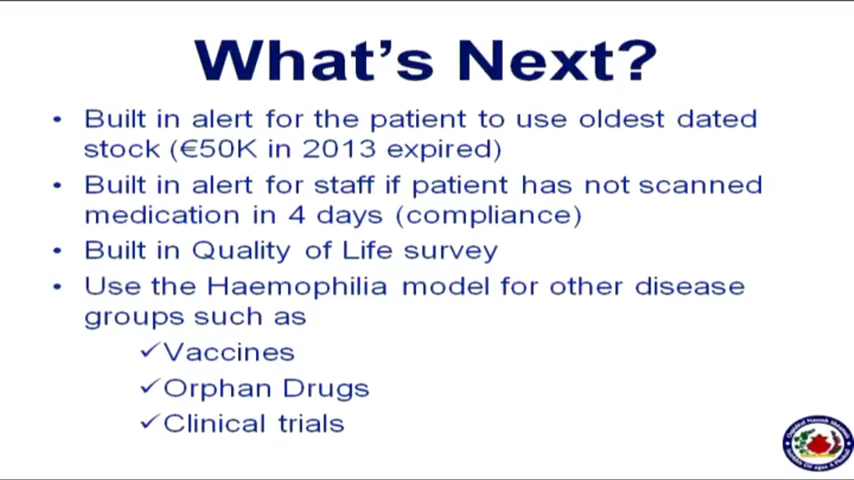 What's Next?
• Built in alert for the patient to use oldest dated
stock (€50K in 2013 expired)
• Built in alert for staff if patient has not scanned
medication in 4 days (compliance)
• Built in Quality of Life survey
• Use the Haemophilia model for other disease
groups such as
✓Vaccines
✓Orphan Drugs
✓Clinical trials